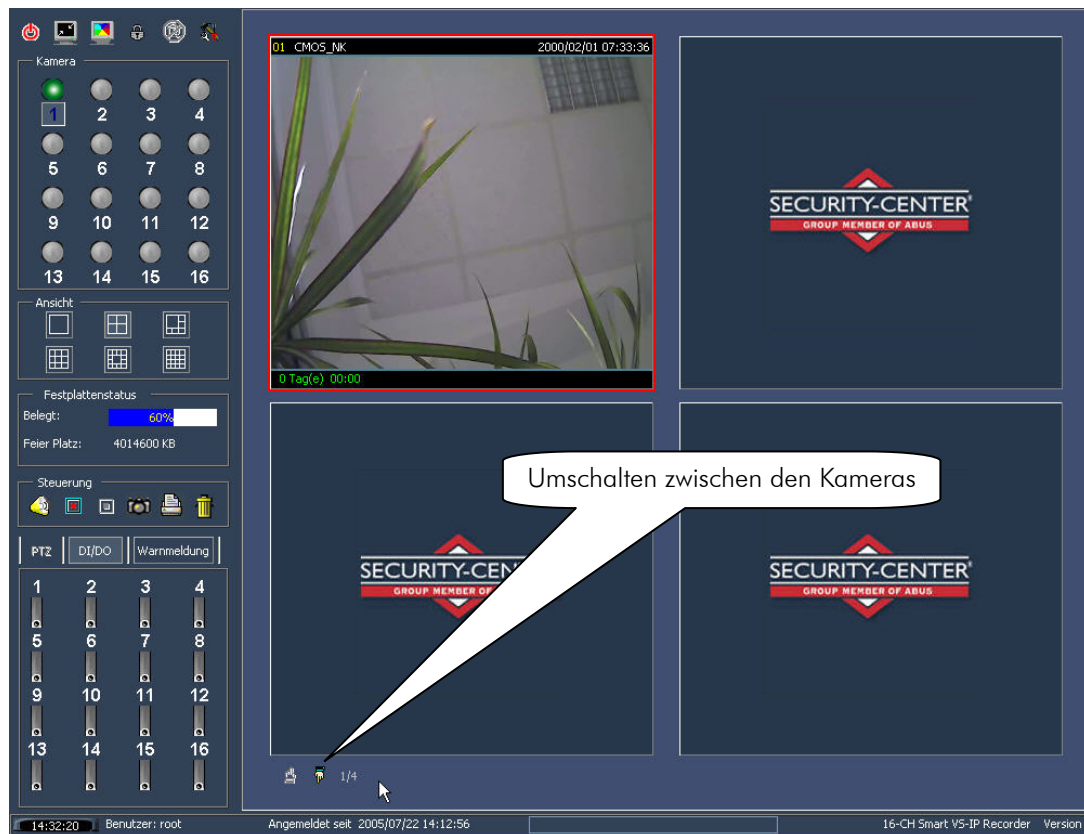 Kamera
1 2 3 4
5 6 7 8
9 10 11 12
13 14 15 16
Ansicht
Festplattenstatus
Belegt: 60%
Feier Platz: 4014600 KB
Steuerung
PTZ DI/DO Warnmeldung
1 2 3 4
5 6 7 8
9 10 11 12
13 14 15 16
01 CMOS_NK 2000/02/01 07:33:36
0 Tag(e) 00:00
SECURITY-CENTER
GROUP MEMBER OF ABUS
Umschalten zwischen den Kameras
SECURITY-CEN
GROUP MEMBER OF
SECURITY-CENTER
GROUP MEMBER OF ABUS
1/4
14:32:20 Benutzer: root Angemeldet seit 2005/07/22 14:12:56 16-CH Smart VS-IP Recorder Version